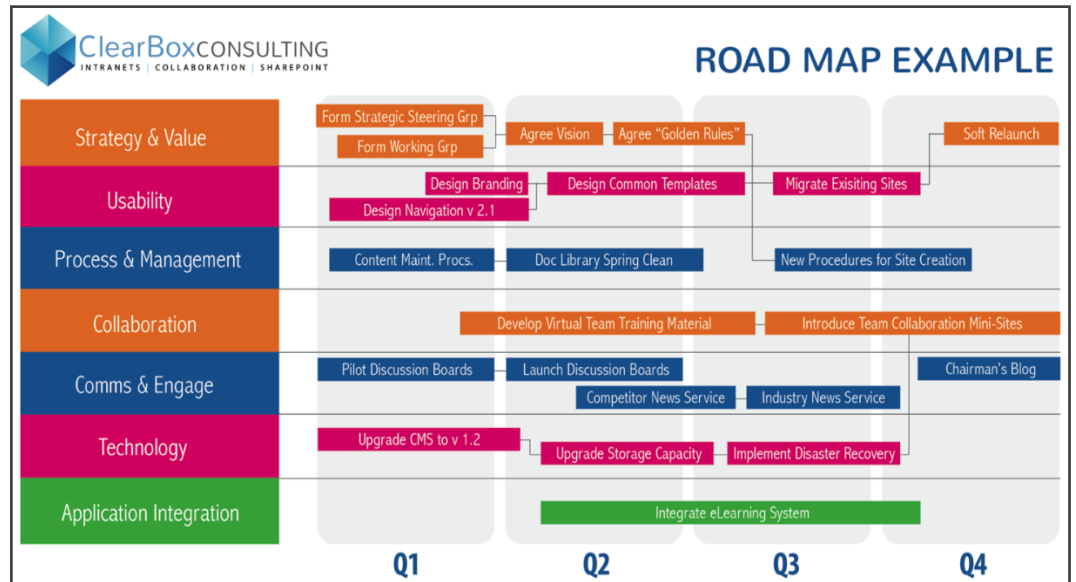 ClearBoxCONSULTING
INTRANETS | COLLABORATION | SHAREPOINT
ROAD MAP EXAMPLE
Strategy & Value
Form Strategic Steering Grp
Form Working Grp
Agree Vision
Agree “Golden Rules”
Soft Relaunch
Usability
Design Branding
Design Navigation v 2.1
Design Common Templates
Migrate Exisiting Sites
Process & Management
Content Maint. Procs.
Doc Library Spring Clean
New Procedures for Site Creation
Collaboration
Develop Virtual Team Training Material
Introduce Team Collaboration Mini-Sites
Comms & Engage
Pilot Discussion Boards
Launch Discussion Boards
Competitor News Service
Industry News Service
Chairman's Blog
Technology
Upgrade CMS to v 1.2
Upgrade Storage Capacity
Implement Disaster Recovery
Application Integration
Integrate eLearning System
Q1
Q2
Q3
Q4